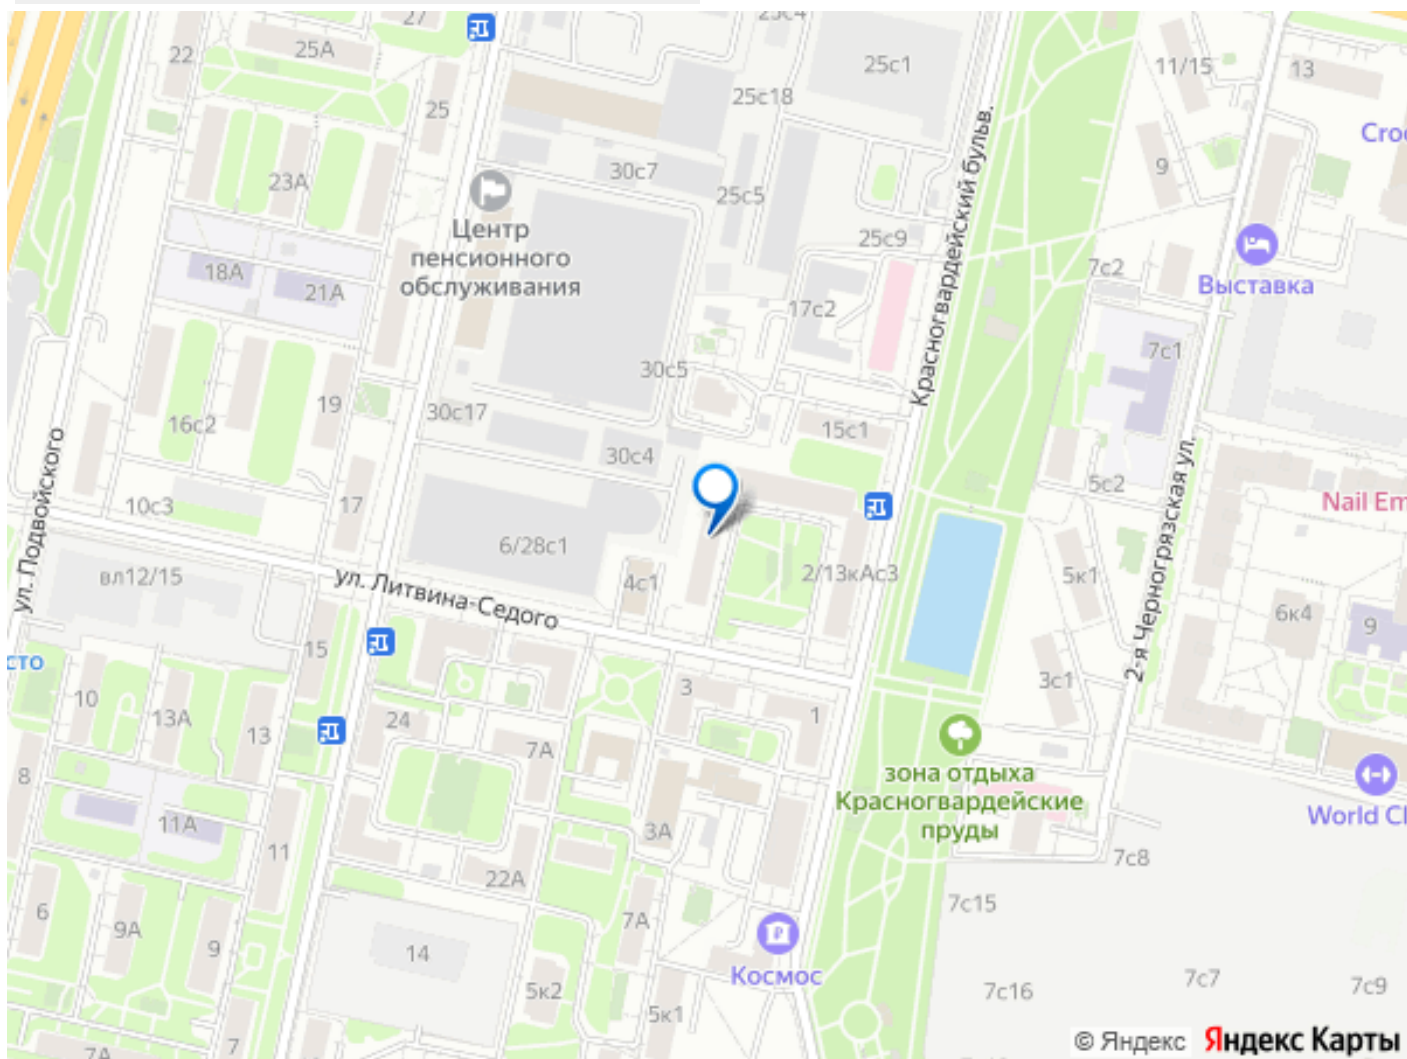 25с4
27
22
25А
25с1
11/15
13
25
25с18
Croc
23А
30с7
25с5
9
Красногвардейский бульв.
Центр
пенсионного
обслуживания
25с9
7с2
Выставка
18А
21А
17с2
7с1
30с5
19
30с17
16с2
15с1
30с4
5с2
ул. Подвойского
10с3
17
2-я Черногрязская ул.
Nail Em
6/28с1
вл12/15
ул. Литвина-Седого
4с1
2/13кАс3
5к1
6к4
9
сто
15
3
3с1
10
13А
13
24
7А
1
зона отдыха
Красногвардейские
пруды
8
World Cl
11А
11
3А
7с8
22А
7с15
6
9А
9
7А
14
Космос
5к2
7с16
7с7
7с9
5к1
7А
7
© Яндекс Яндекс Карты